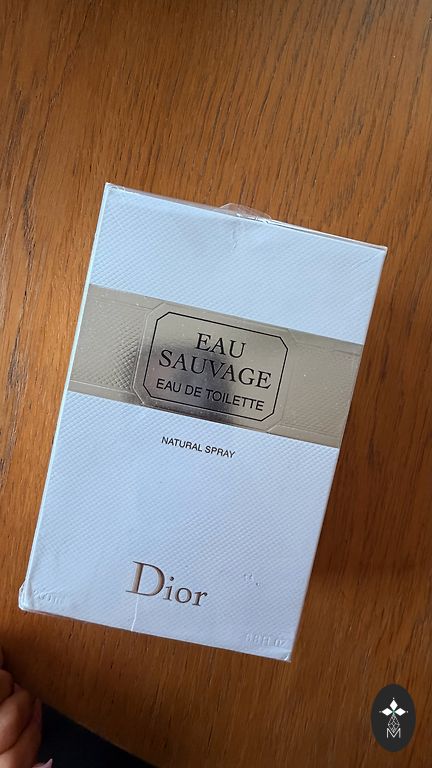 EAU
SAUVAGE
EAU DE TOILETTE
NATURAL SPRAY
Dior